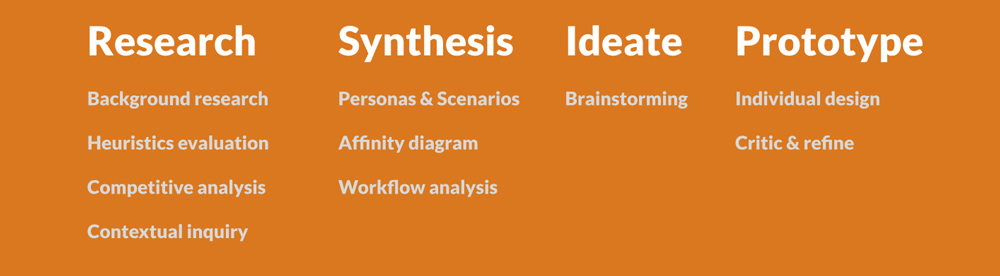 Research
Background research
Heuristics evaluation
Competitive analysis
Contextual inquiry
Synthesis
Personas & Scenarios
Affinity diagram
Workflow analysis
Ideate
Brainstorming
Prototype
Individual design
Critic & refine